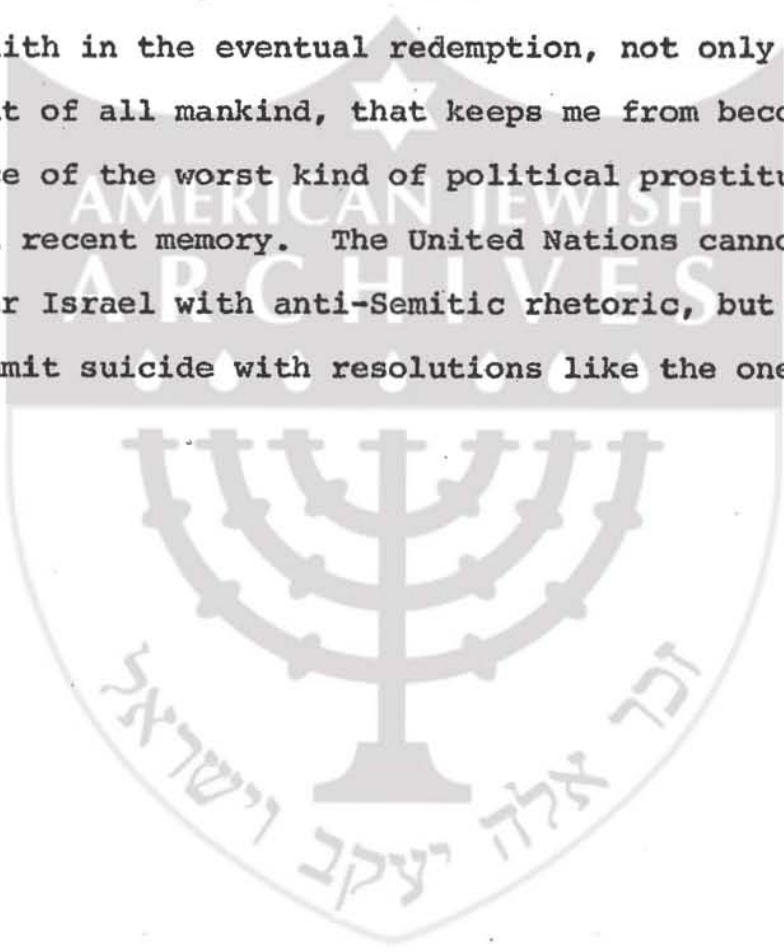 ith in the eventual redemption, not only
t of all mankind, that keeps me from beco
e of the worst kind of political prostitu
recent memory. The United Nations canno
r Israel with anti-Semitic rhetoric, but
mit suicide with resolutions like the one
AMERICAN JEWISH
ARCHIVES
זכר אלה יעקב וישראל